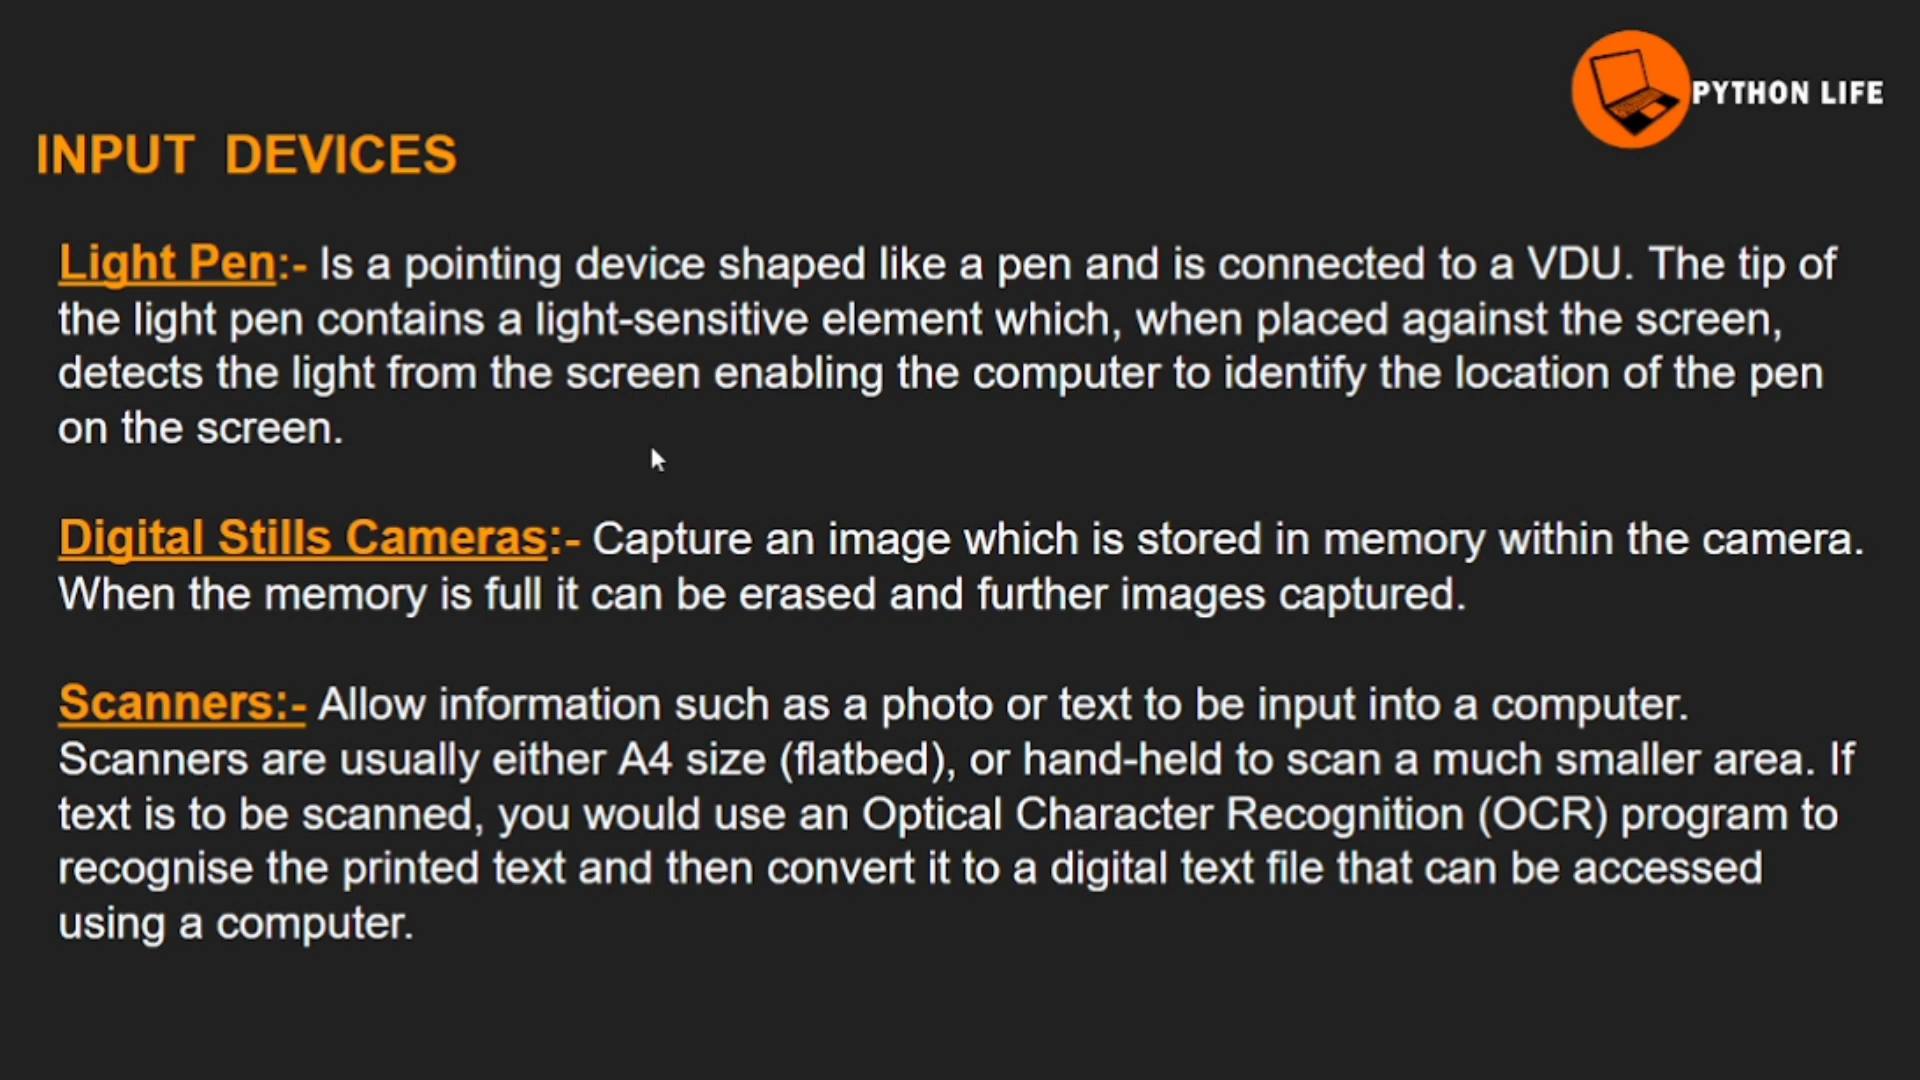 PYTHON LIFE
INPUT DEVICES
Light Pen:- Is a pointing device shaped like a pen and is connected to a VDU. The tip of
the light pen contains a light-sensitive element which, when placed against the screen,
detects the light from the screen enabling the computer to identify the location of the pen
on the screen.
Digital Stills Cameras:- Capture an image which is stored in memory within the camera.
When the memory is full it can be erased and further images captured.
Scanners:- Allow information such as a photo or text to be input into a computer.
Scanners are usually either A4 size (flatbed), or hand-held to scan a much smaller area. If
text is to be scanned, you would use an Optical Character Recognition (OCR) program to
recognise the printed text and then convert it to a digital text file that can be accessed
using a computer.